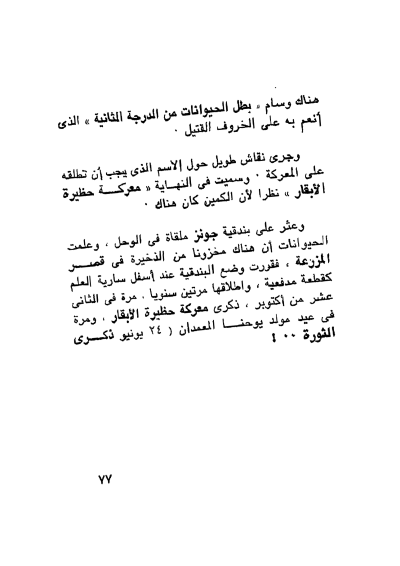 هناك وسام « بطل الحيوانات من الدرجة الثانية » الذى
أنعم به على الخروف القتيل ٠
وجرى نقاش طويل حول الاسم الذى يجب أن تطلقه
على المعركة ٠ وسميت فى النهاية « معركة حظيرة
الأبقار » نظرا لأن الكمين كان هناك ٠
وعثر على بندقية جونز ملقاة فى الوحل ، وعلمت
الحيوانات أن هناك مخزونا من الذخيرة فى قصر
المزرعة ، فقررت وضع البندقية عند أسفل سارية العلم
كقطعة مدفعية ، واطلاقها مرتين سنويا . مرة فى الثانى
عشر من أكتوبر ، ذكرى معركة حظيرة الأبقار . ومرة
فى عيد مولد يوحنا المعمدان ( ٢٤ يونيو ذكرى
الثورة ٠٠ !
٧٧